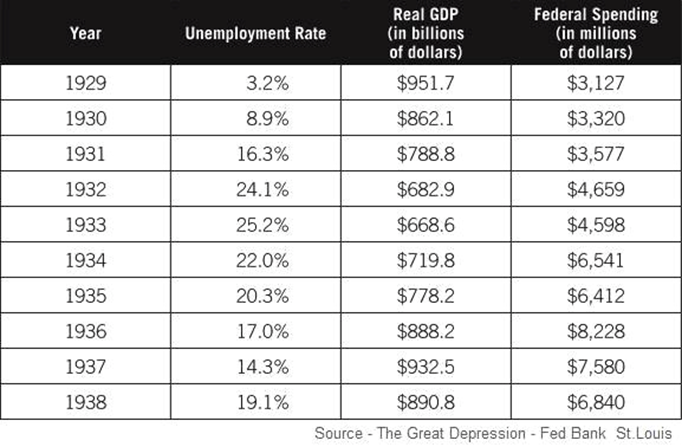 Year Unemployment Rate Real GDP (in billions of dollars) Federal Spending (in millions of dollars)
1929 3.2% $951.7 $3,127
1930 8.9% $862.1 $3,320
1931 16.3% $788.8 $3,577
1932 24.1% $682.9 $4,659
1933 25.2% $668.6 $4,598
1934 22.0% $719.8 $6,541
1935 20.3% $778.2 $6,412
1936 17.0% $888.2 $8,228
1937 14.3% $932.5 $7,580
1938 19.1% $890.8 $6,840
Source - The Great Depression - Fed Bank St.Louis